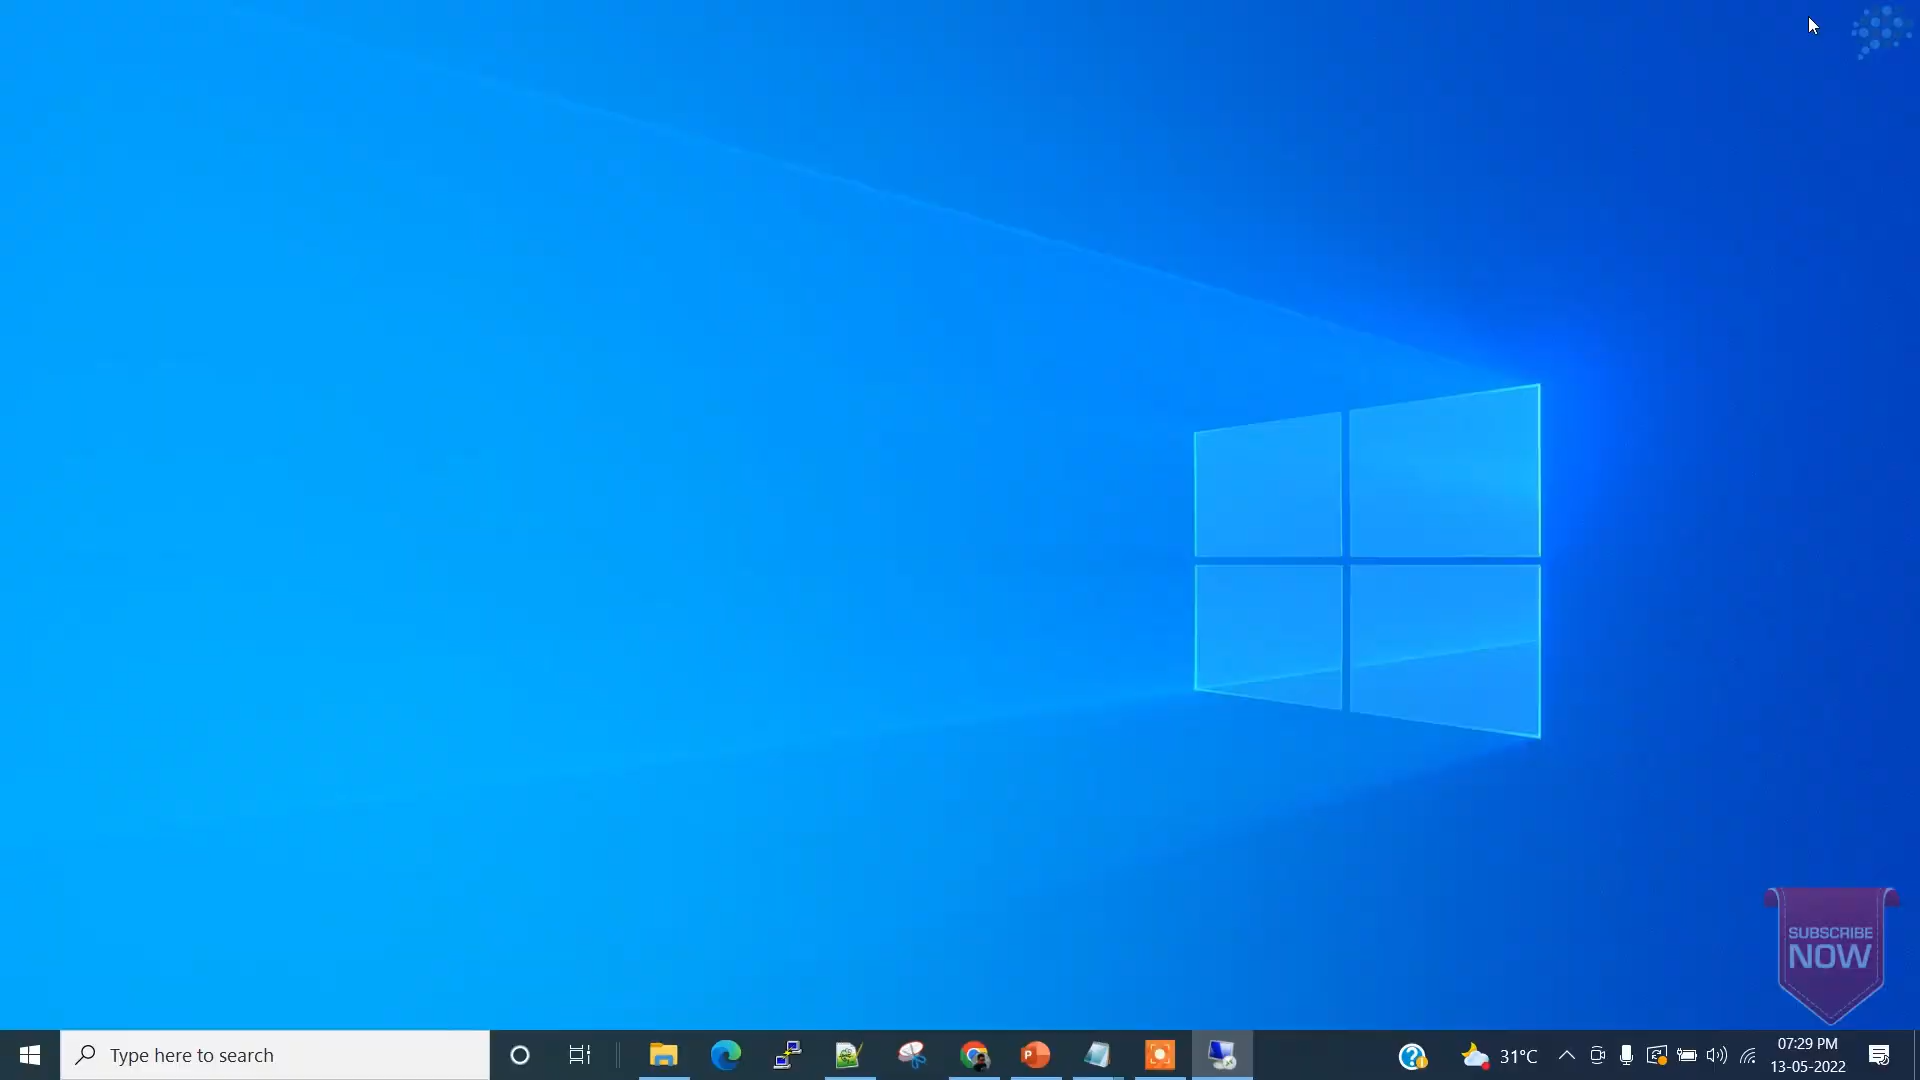 SUBSCRIBE
NOW
Type here to search
P
31°C
07:29 PM
13-05-2022